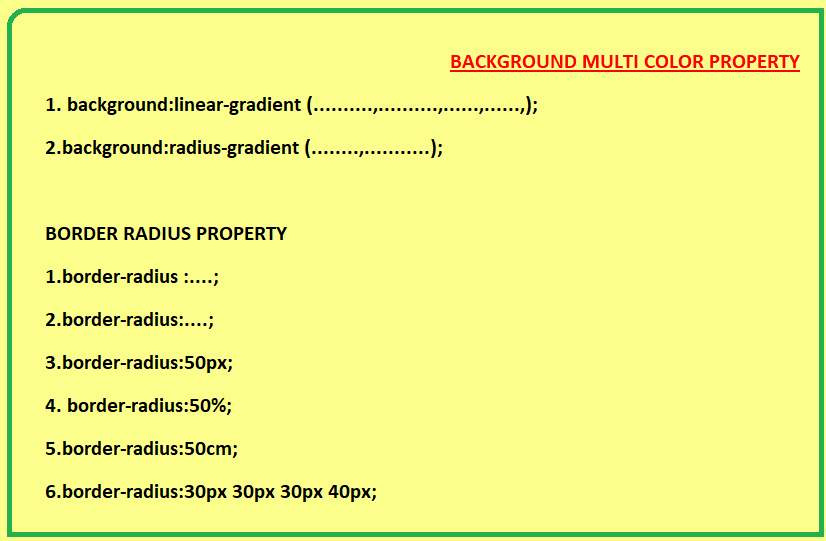 BACKGROUND MULTI COLOR PROPERTY
1. background:linear-gradient (..........,..........,......,......,);
2.background:radius-gradient (........,...........);
BORDER RADIUS PROPERTY
1.border-radius :....;
2.border-radius:....;
3.border-radius:50px;
4. border-radius:50%;
5.border-radius:50cm;
6.border-radius:30px 30px 30px 40px;